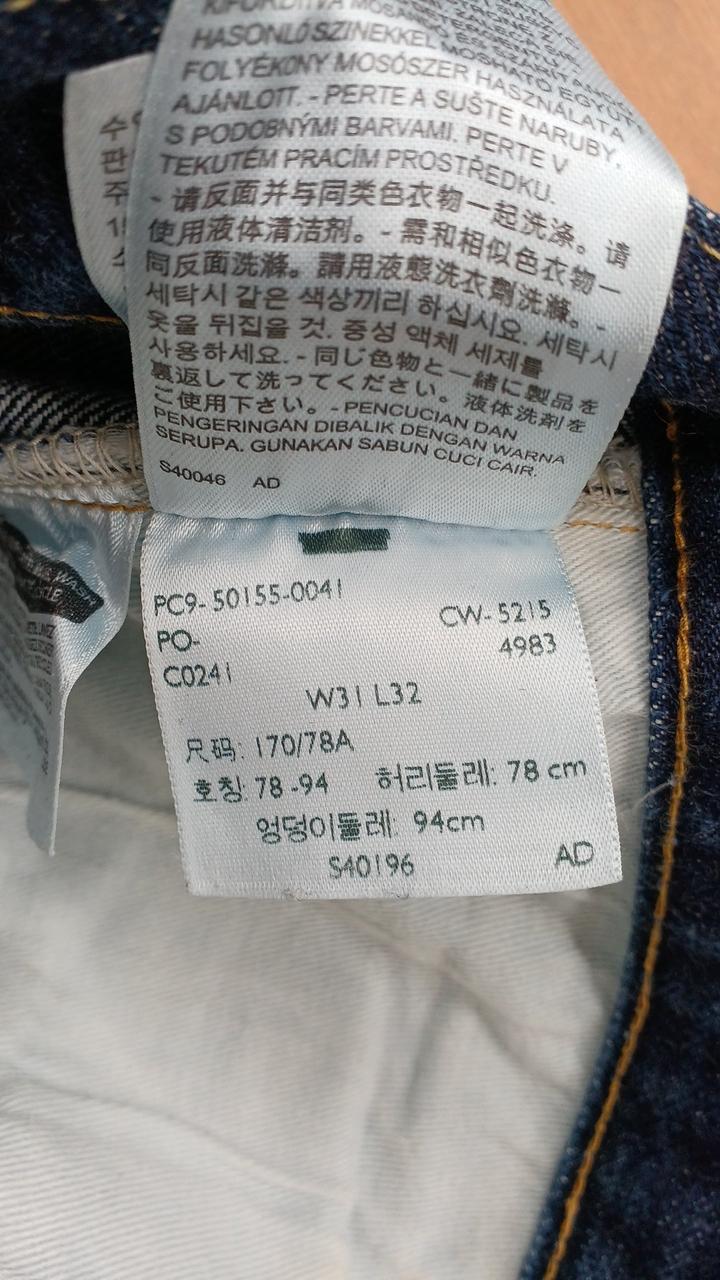 KIFORDÍTVA MOSANDÓ ÉS SZÁRÍTANDÓ
HASONLÓ SZÍNEKKEL MOSHATÓ EGYÜTT.
FOLYÉKONY MOSÓSZER HASZNÁLATA
AJÁNLOTT. - PERTE A SUŠTE NARUBY,
S PODOBNÝMI BARVAMI. PERTE V
TEKUTÉM PRACÍM PROSTŘEDKU.
- 请反面并与同类色衣物一起洗涤。请
使用液体清洁剂。- 需和相似色衣物一
同反面洗滌。請用液態洗衣劑洗滌。-
세탁시 같은 색상끼리 하십시요. 세탁시
옷을 뒤집을 것. 중성 액체 세제를
사용하세요. - 同じ色物と一緒に製品を
裏返して洗ってください。液体洗剤を
ご使用下さい。- PENCUCIAN DAN
PENGERINGAN DIBALIK DENGAN WARNA
SERUPA. GUNAKAN SABUN CUCI CAIR.
S40046 AD
PC9-50155-0041
CW-5215
PO-
4983
C0241
W31 L32
尺码: 170/78A
호칭: 78-94 허리둘레: 78 cm
엉덩이둘레: 94cm
S40196 AD